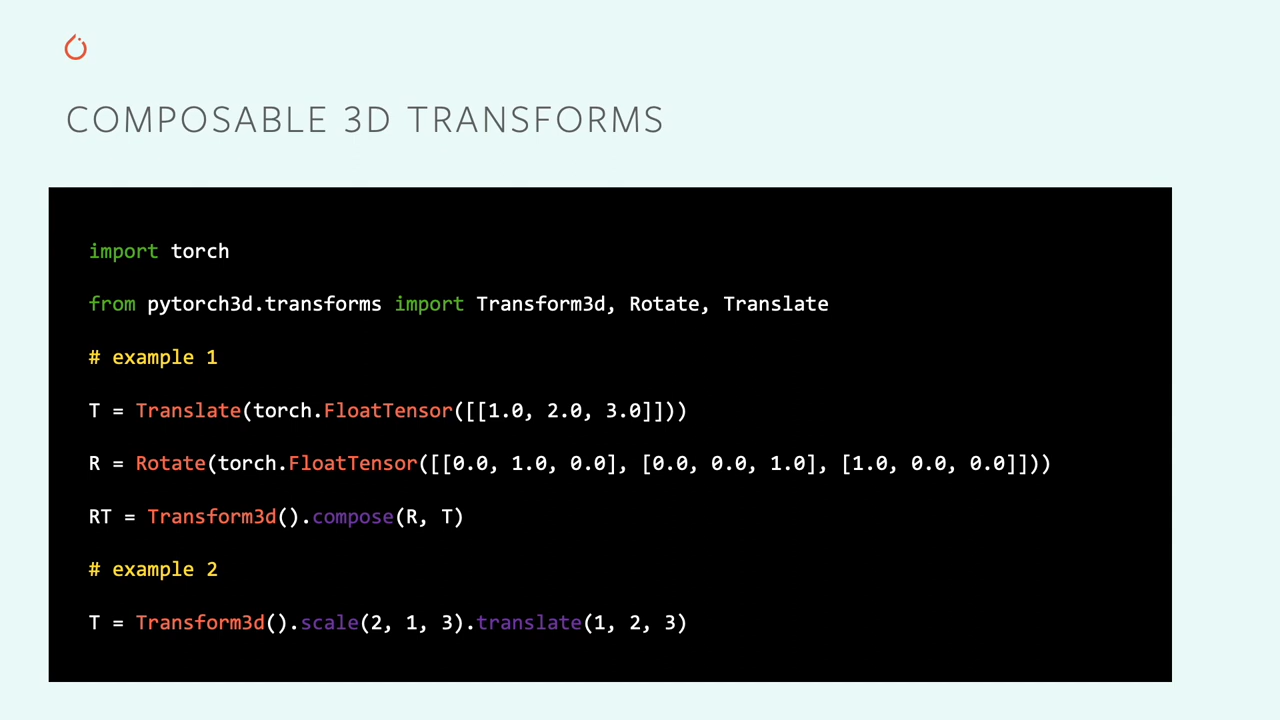 COMPOSABLE 3D TRANSFORMS
import torch
from pytorch3d.transforms import Transform3d, Rotate, Translate
# example 1
T = Translate(torch.FloatTensor([[1.0, 2.0, 3.0]]))
R = Rotate(torch.FloatTensor([[0.0, 1.0, 0.0], [0.0, 0.0, 1.0], [1.0, 0.0, 0.0]]))
RT = Transform3d().compose(R, T)
# example 2
T = Transform3d().scale(2, 1, 3).translate(1, 2, 3)